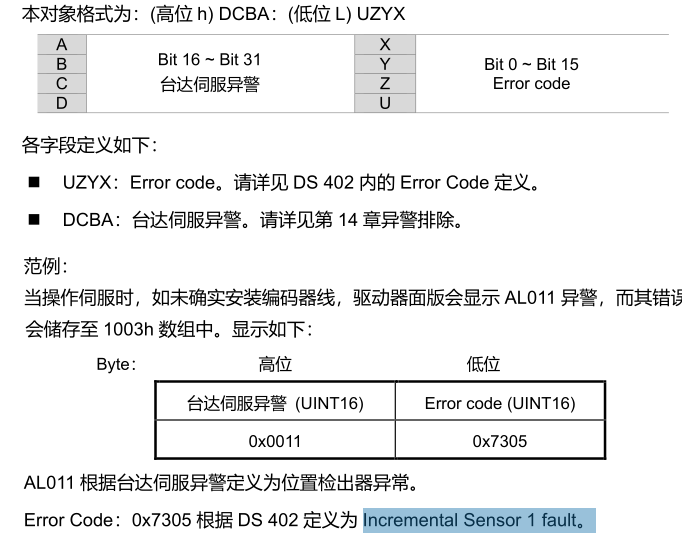 本对象格式为：(高位 h) DCBA：(低位 L) UZYX
A
B
C
D
Bit 16 ~ Bit 31
台达伺服异警
X
Y
Z
U
Bit 0 ~ Bit 15
Error code
各字段定义如下：
■ UZYX：Error code。请详见 DS 402 内的 Error Code 定义。
■ DCBA：台达伺服异警。请详见第 14 章异警排除。
范例：
当操作伺服时，如未确实安装编码器线，驱动器面版会显示 AL011 异警，而其错误
会储存至 1003h 数组中。显示如下：
Byte： 高位 低位
台达伺服异警 (UINT16) Error code (UINT16)
0x0011 0x7305
AL011 根据台达伺服异警定义为位置检出器异常。
Error Code：0x7305 根据 DS 402 定义为 Incremental Sensor 1 fault。